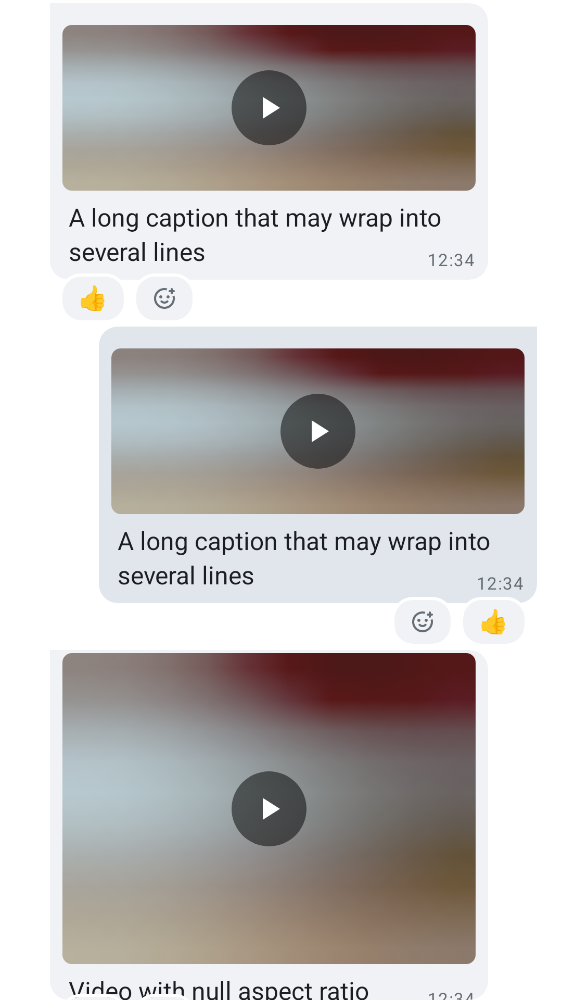 A long caption that may wrap into
several lines
12:34
A long caption that may wrap into
several lines
12:34
Video with null aspect ratio
12:34